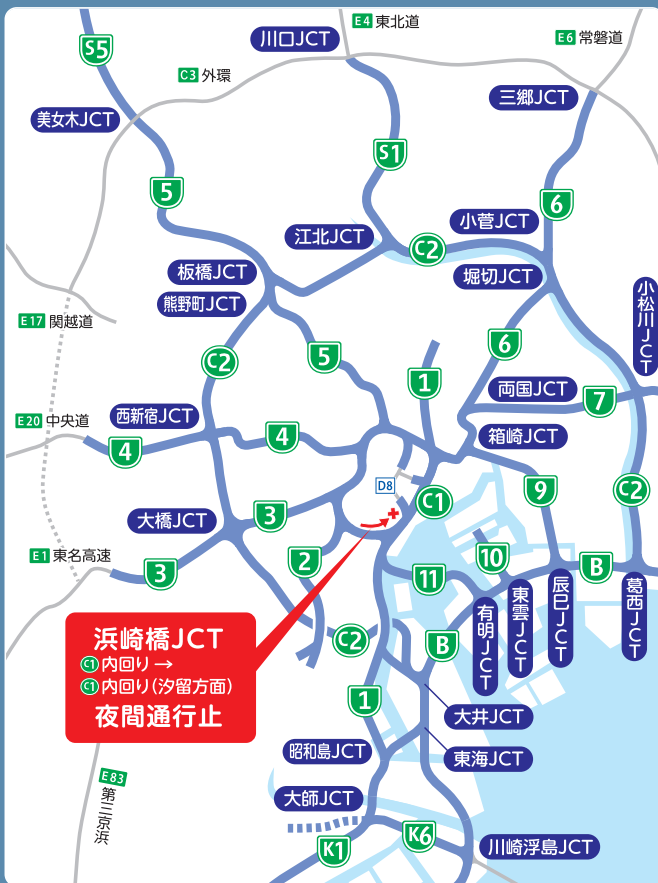 E4 東北道
川口JCT
E6 常磐道
S5
C3 外環
三郷JCT
美女木JCT
S1
5
6
小菅JCT
江北JCT
C2
板橋JCT
堀切JCT
熊野町JCT
小松川JCT
E17 関越道
C2
5
6
1
両国JCT
7
西新宿JCT
E20 中央道
4
4
箱崎JCT
D8
9
C2
C1
大橋JCT
3
E1 東名高速
3
2
10
B
11
浜崎橋JCT
C1内回り→
C1内回り(汐留方面)
夜間通行止
C2
B
有明JCT
東雲JCT
辰巳JCT
葛西JCT
1
大井JCT
昭和島JCT
東海JCT
E83
第三京浜
大師JCT
K1
K6
川崎浮島JCT